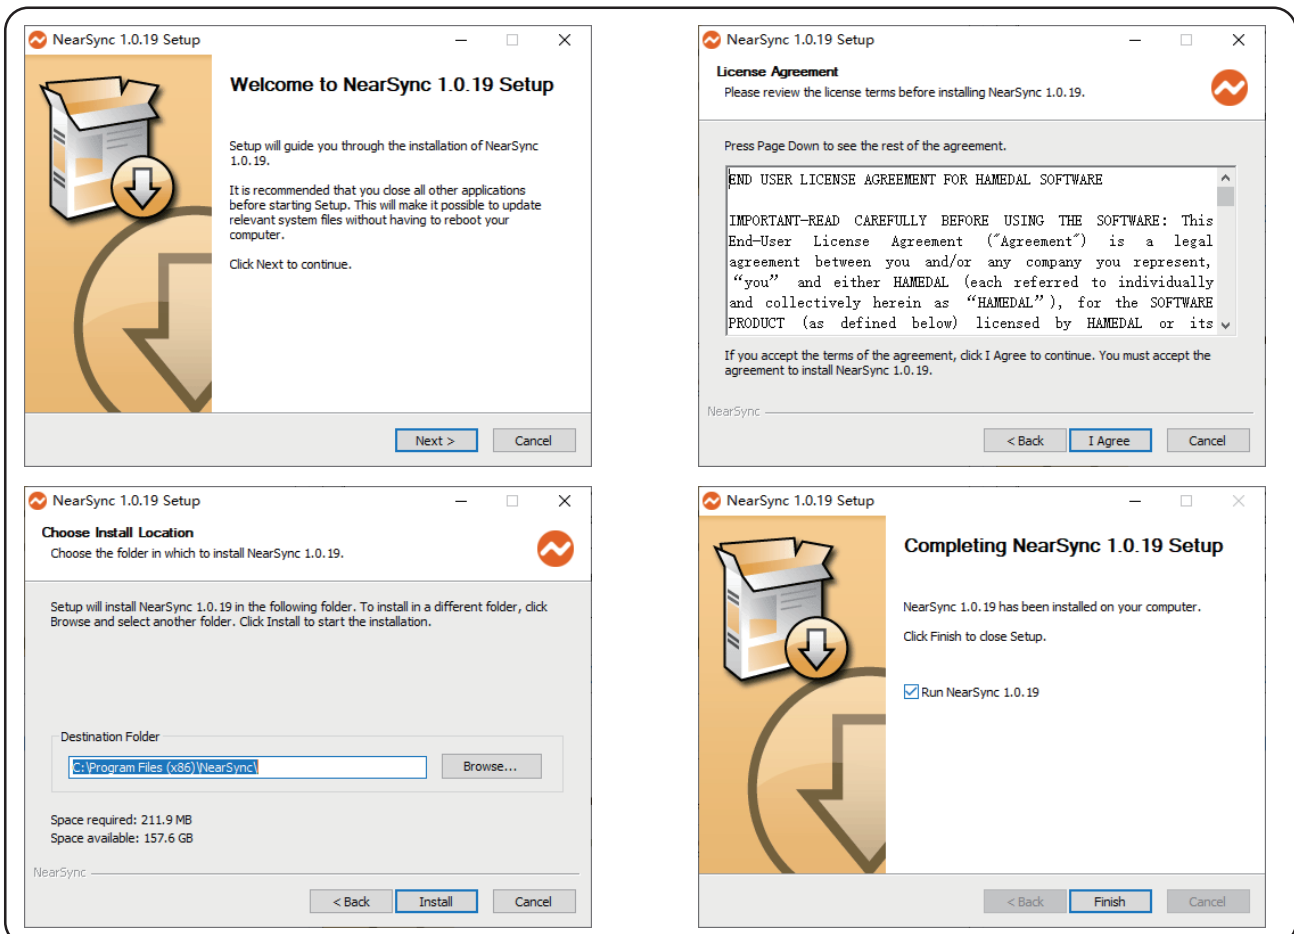 NearSync 1.0.19 Setup
Welcome to NearSync 1.0.19 Setup
Setup will guide you through the installation of NearSync
1.0.19.
It is recommended that you close all other applications
before starting Setup. This will make it possible to update
relevant system files without having to reboot your
computer.
Click Next to continue.
Next >
Cancel
NearSync 1.0.19 Setup
License Agreement
Please review the license terms before installing NearSync 1.0.19.
Press Page Down to see the rest of the agreement.
END USER LICENSE AGREEMENT FOR HAMEDAL SOFTWARE
IMPORTANT-READ CAREFULLY BEFORE USING THE SOFTWARE: This
End-User License Agreement ("Agreement") is a legal
agreement between you and/or any company you represent,
“you” and either HAMEDAL (each referred to individually
and collectively herein as “HAMEDAL”), for the SOFTWARE
PRODUCT (as defined below) licensed by HAMEDAL or its
If you accept the terms of the agreement, click I Agree to continue. You must accept the
agreement to install NearSync 1.0.19.
NearSync
< Back
I Agree
Cancel
NearSync 1.0.19 Setup
Choose Install Location
Choose the folder in which to install NearSync 1.0.19.
Setup will install NearSync 1.0.19 in the following folder. To install in a different folder, click
Browse and select another folder. Click Install to start the installation.
Destination Folder
C:\Program Files (x86)\NearSync\
Browse...
Space required: 211.9 MB
Space available: 157.6 GB
NearSync
< Back
Install
Cancel
NearSync 1.0.19 Setup
Completing NearSync 1.0.19 Setup
NearSync 1.0.19 has been installed on your computer.
Click Finish to close Setup.
Run NearSync 1.0.19
< Back
Finish
Cancel